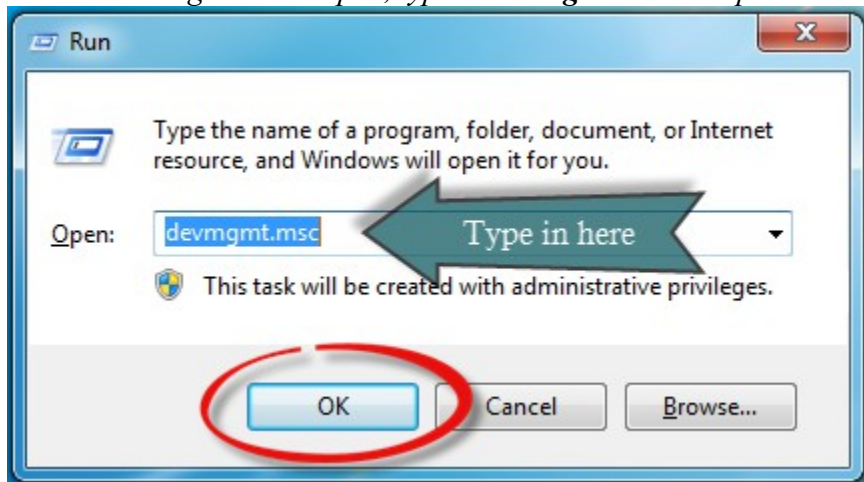 Run
Type the name of a program, folder, document, or Internet
resource, and Windows will open it for you.
Open: devmgmt.msc Type in here
This task will be created with administrative privileges.
OK Cancel Browse...